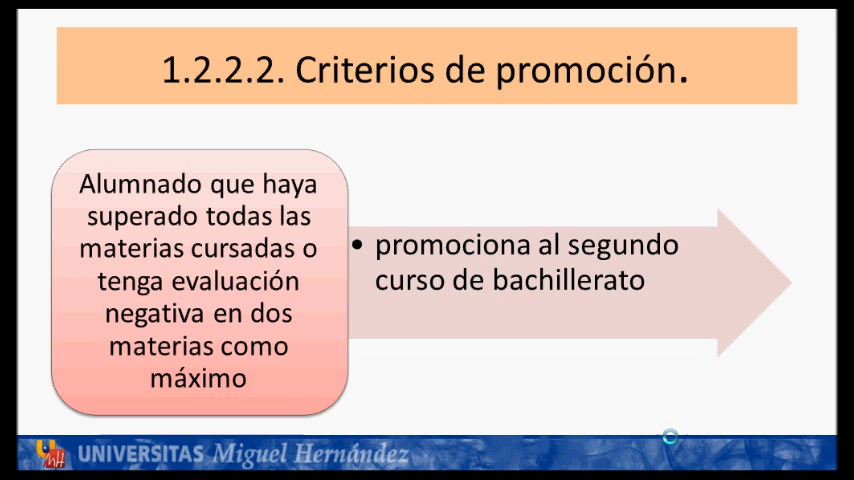 1.2.2.2. Criterios de promoción.
Alumnado que haya
superado todas las
materias cursadas o
tenga evaluación
negativa en dos
materias como
máximo
• promociona al segundo
curso de bachillerato
UNIVERSITAS Miguel Hernández